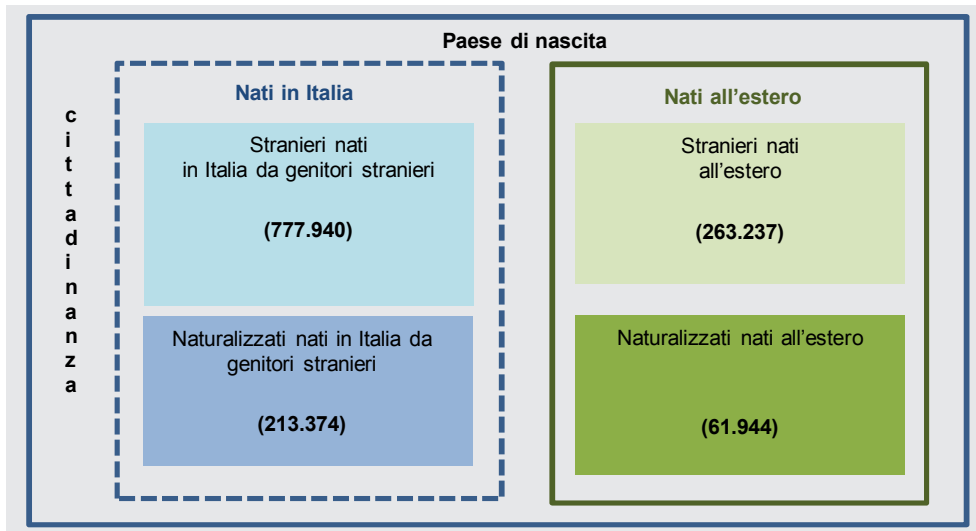 Paese di nascita
cittadinanza
Nati in Italia
Stranieri nati
in Italia da genitori stranieri
(777.940)
Naturalizzati nati in Italia da
genitori stranieri
(213.374)
Nati all'estero
Stranieri nati
all'estero
(263.237)
Naturalizzati nati all'estero
(61.944)